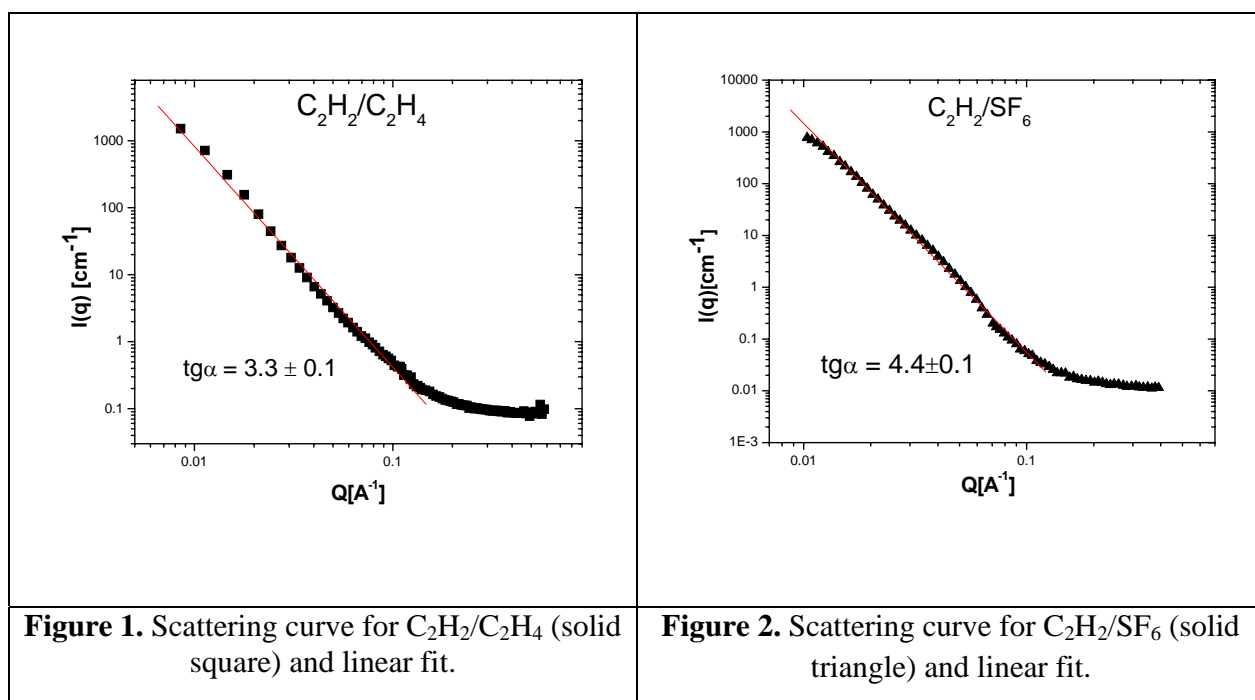 C₂H₂/C₂H₄
1000
100
10
1
0.1
I(q) [cm⁻¹]
tgα = 3.3 ± 0.1
0.01 0.1
Q[A⁻¹]
C₂H₂/SF₆
10000
1000
100
10
1
0.1
0.01
1E-3
I(q)[cm⁻¹]
tgα = 4.4±0.1
0.01 0.1
Q[A⁻¹]
Figure 1. Scattering curve for C₂H₂/C₂H₄ (solid
square) and linear fit.
Figure 2. Scattering curve for C₂H₂/SF₆ (solid
triangle) and linear fit.